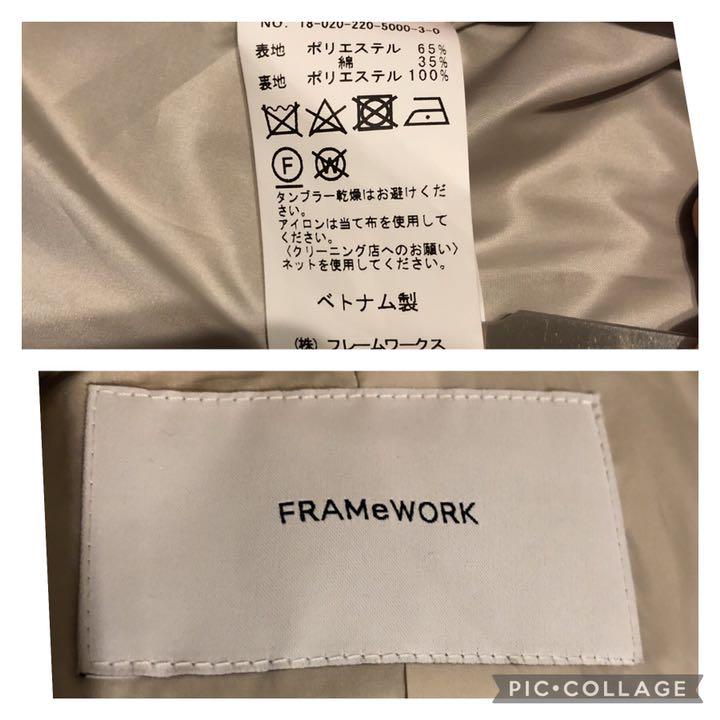 NO. 18-020-220-5000-3-0
表地 ポリエステル 65%
綿 35%
裏地 ポリエステル 100%
F W
タンブラー乾燥はお避けくだ
さい。
アイロンは当て布を使用して
ください。
〈クリーニング店へのお願い〉
ネットを使用してください。
ベトナム製
(株) フレームワークス
FRAMeWORK
PIC•COLLAGE